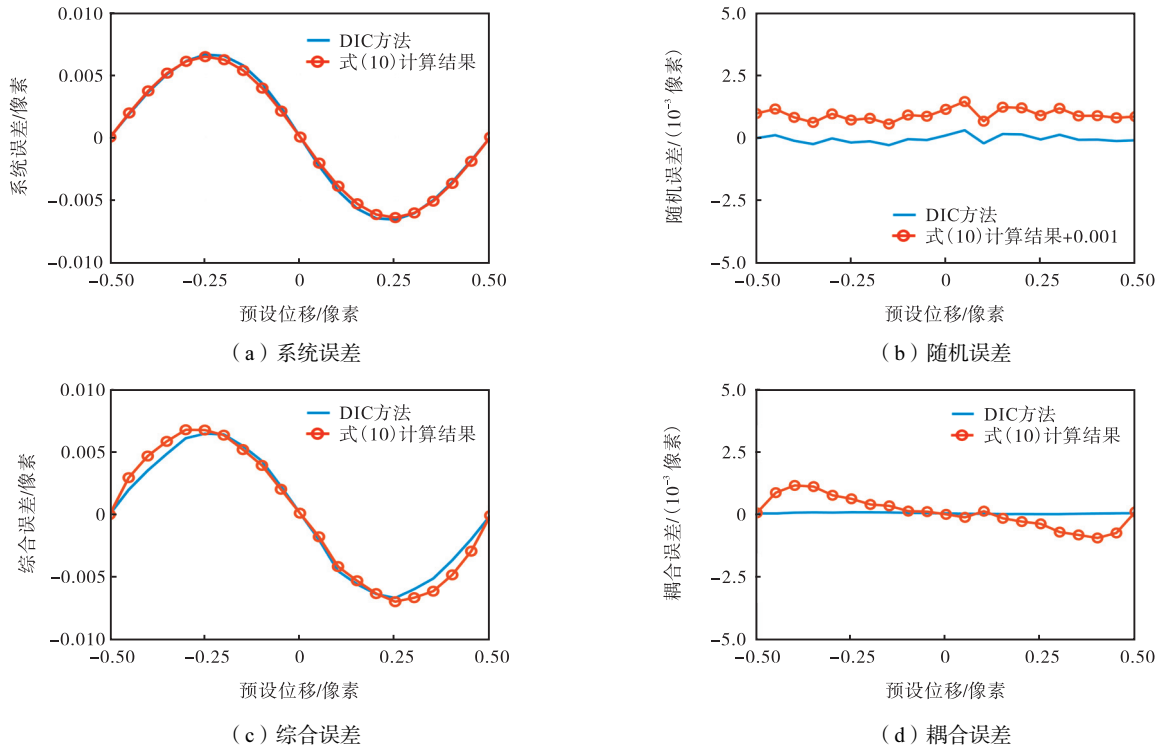 0.010
0.005
0
−0.005
−0.010
系统误差/像素
DIC方法
式(10)计算结果
−0.50
−0.25
0
0.25
0.50
预设位移/像素
(a)系统误差
5.0
2.5
0
−2.5
−5.0
随机误差/(10⁻³ 像素)
DIC方法
式(10)计算结果+0.001
−0.50
−0.25
0
0.25
0.50
预设位移/像素
(b)随机误差
0.010
0.005
0
−0.005
−0.010
综合误差/像素
DIC方法
式(10)计算结果
−0.50
−0.25
0
0.25
0.50
预设位移/像素
(c)综合误差
5.0
2.5
0
−2.5
−5.0
耦合误差/(10⁻³ 像素)
DIC方法
式(10)计算结果
−0.50
−0.25
0
0.25
0.50
预设位移/像素
(d)耦合误差